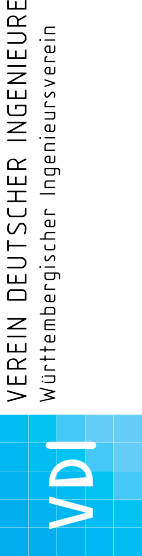 VEREIN DEUTSCHER INGENIEURE
Württembergischer Ingenieursverein
VDI